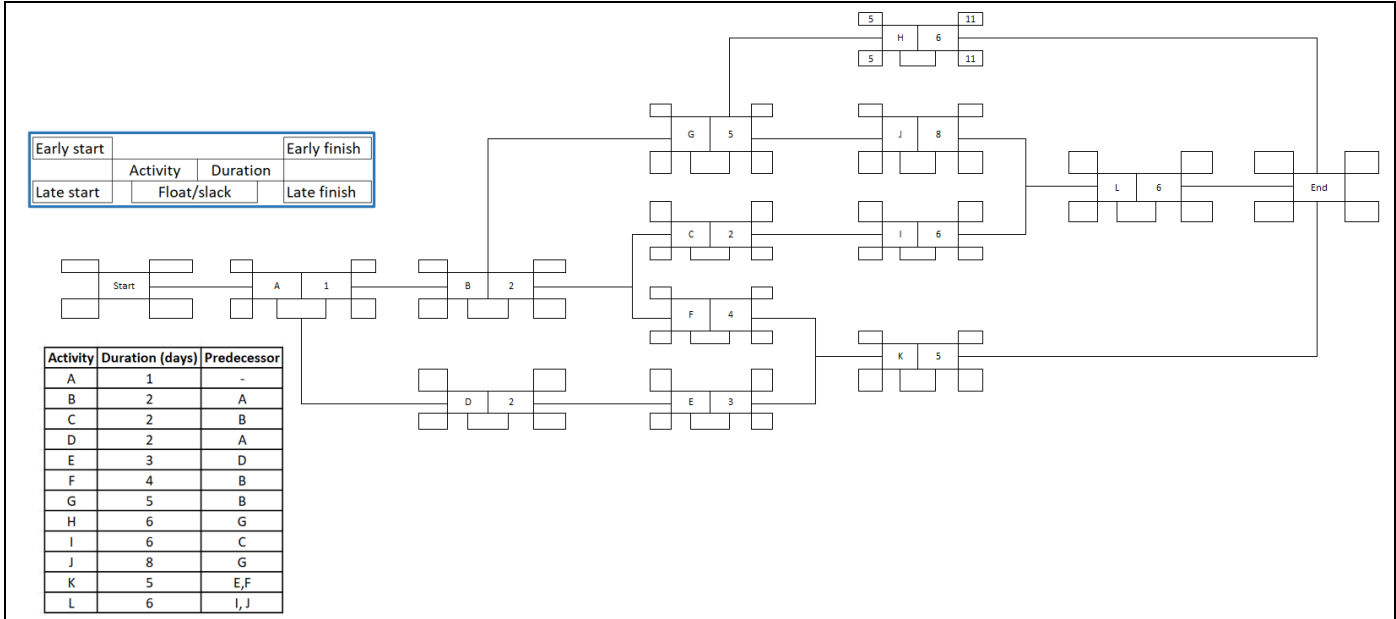 5 11
H 6
5 11
G 5
J 8
Early start Early finish
Activity Duration
Late start Float/slack Late finish
L 6
End
C 2
I 6
Start
A 1
B 2
F 4
K 5
D 2
E 3
Activity Duration (days) Predecessor
A 1 -
B 2 A
C 2 B
D 2 A
E 3 D
F 4 B
G 5 B
H 6 G
I 6 C
J 8 G
K 5 E,F
L 6 I, J